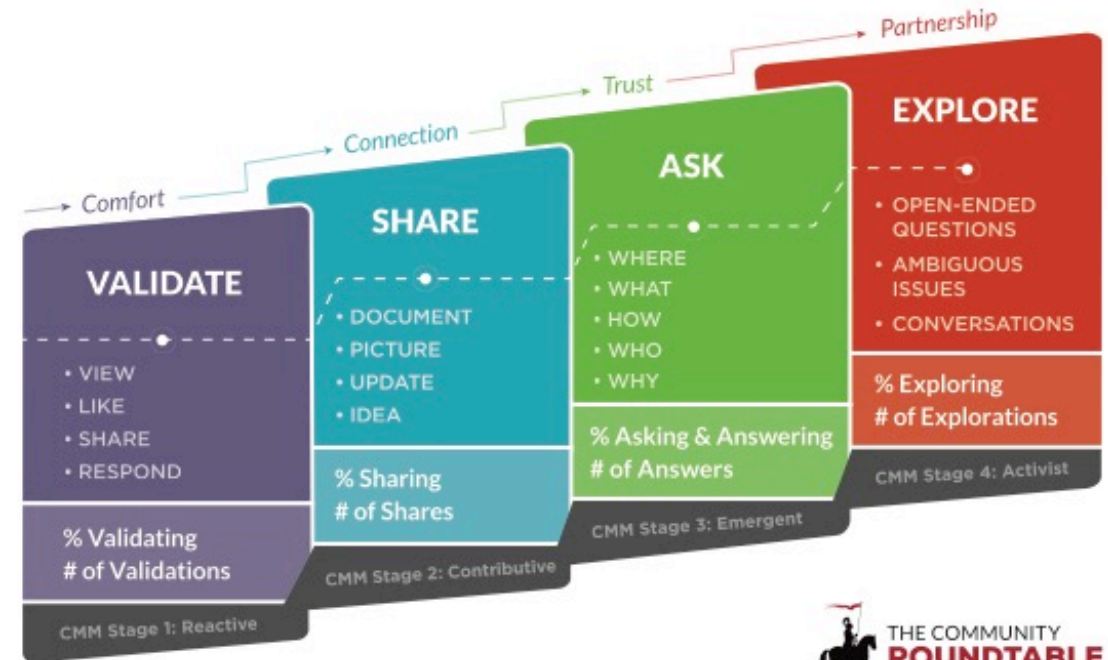 Comfort
VALIDATE
• VIEW
• LIKE
• SHARE
• RESPOND
% Validating
# of Validations
CMM Stage 1: Reactive
Connection
SHARE
• DOCUMENT
• PICTURE
• UPDATE
• IDEA
% Sharing
# of Shares
CMM Stage 2: Contributive
Trust
ASK
• WHERE
• WHAT
• HOW
• WHO
• WHY
% Asking & Answering
# of Answers
CMM Stage 3: Emergent
Partnership
EXPLORE
• OPEN-ENDED
QUESTIONS
• AMBIGUOUS
ISSUES
• CONVERSATIONS
% Exploring
# of Explorations
CMM Stage 4: Activist
THE COMMUNITY
ROUNDTABLE